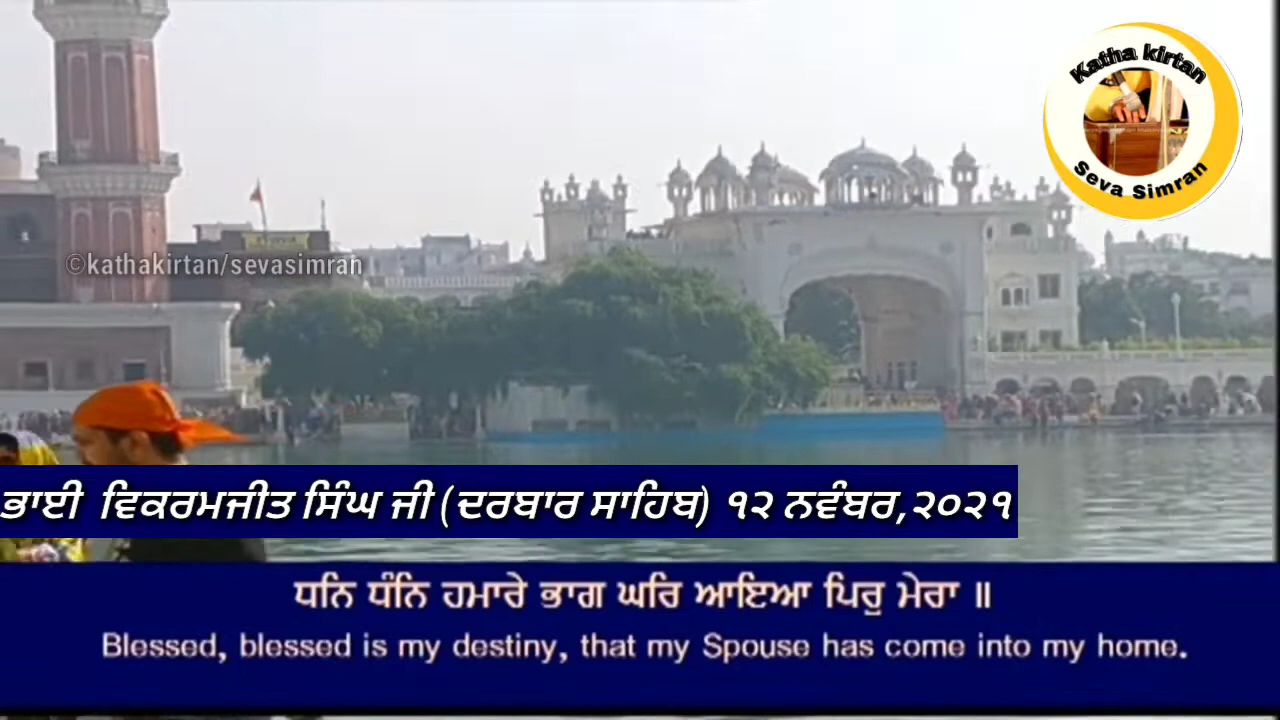 Katha kirtan
Seva Simran
©kathakirtan/sevasimran
ਭਾਈ ਵਿਕਰਮਜੀਤ ਸਿੰਘ ਜੀ (ਦਰਬਾਰ ਸਾਹਿਬ) ੧੨ ਨਵੰਬਰ,੨੦੨੧
ਧਨਿ ਧੰਨਿ ਹਮਾਰੇ ਭਾਗ ਘਰਿ ਆਇਆ ਪਿਰੁ ਮੇਰਾ ॥
Blessed, blessed is my destiny, that my Spouse has come into my home.